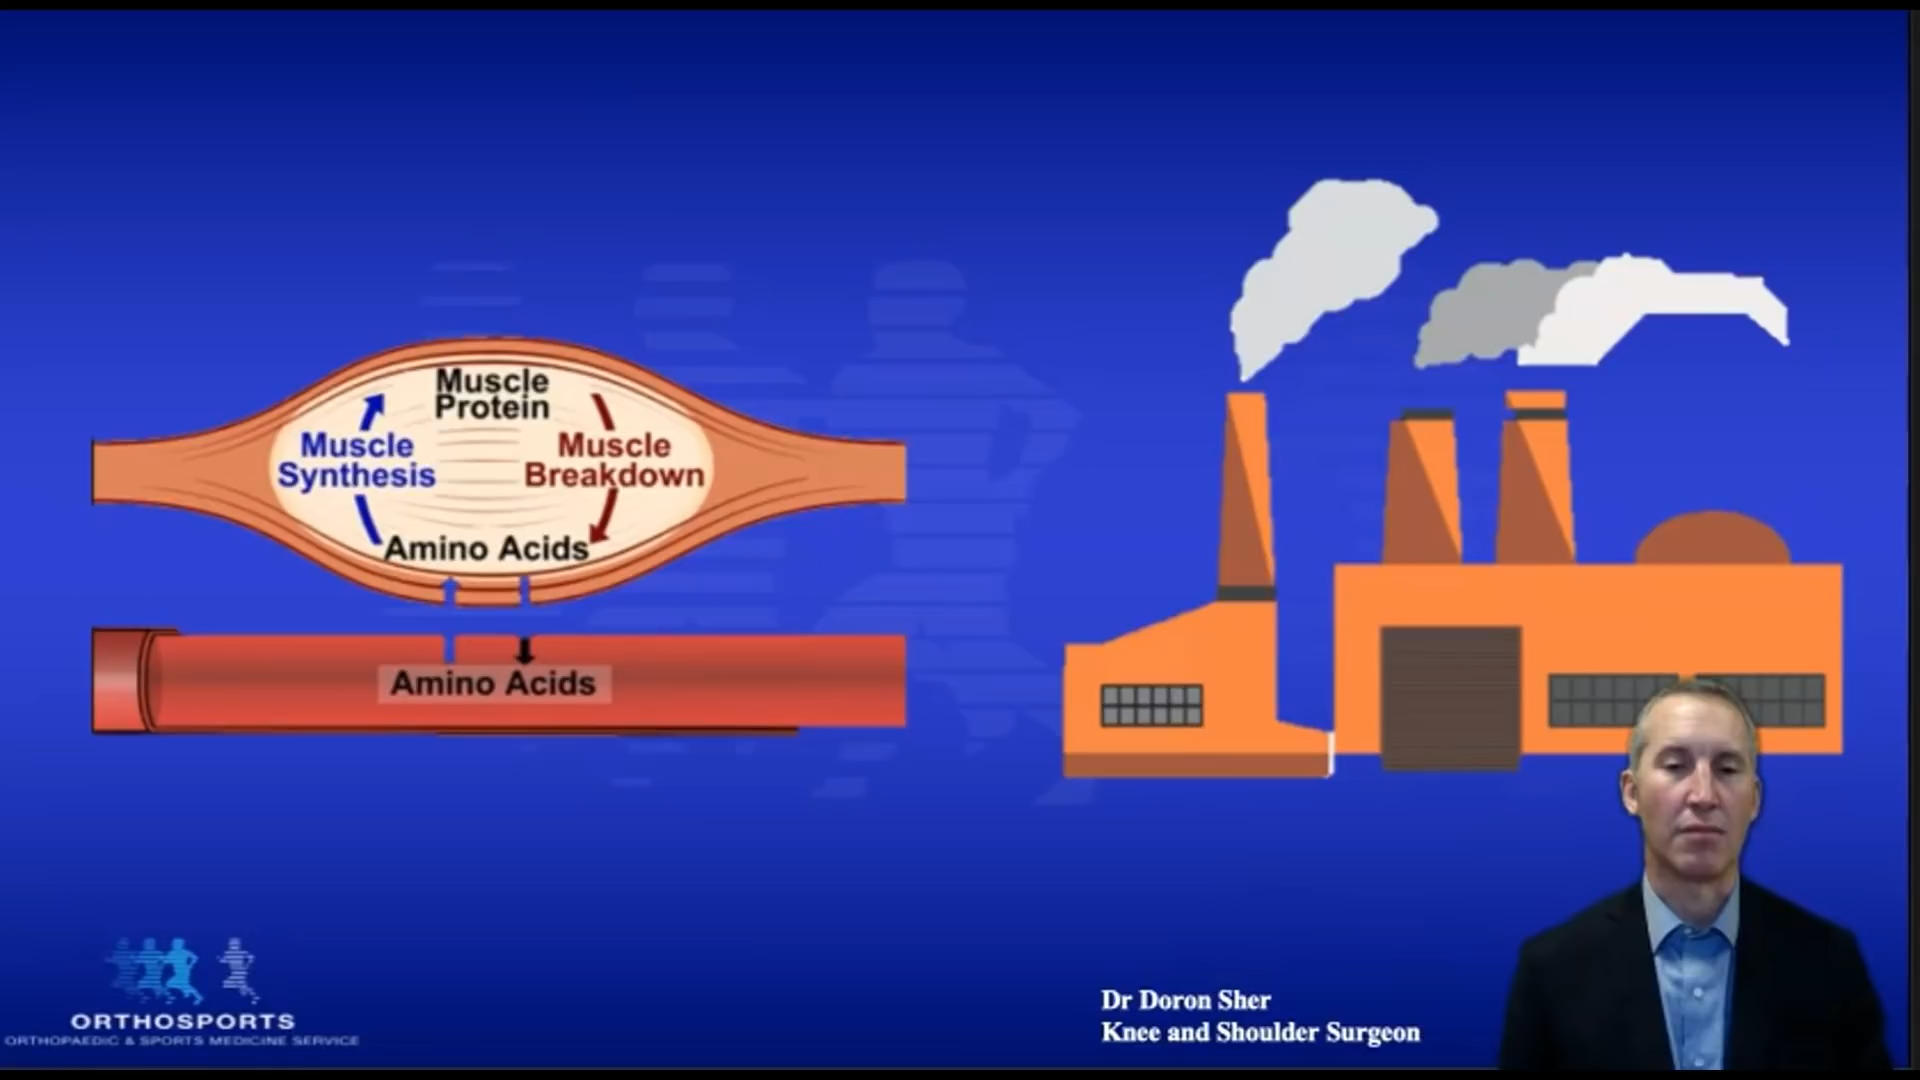 Muscle
Protein
Muscle
Synthesis
Muscle
Breakdown
Amino Acids
Amino Acids
ORTHOSPORTS
ORTHOPAEDIC & SPORTS MEDICINE SERVICE
Dr Doron Sher
Knee and Shoulder Surgeon